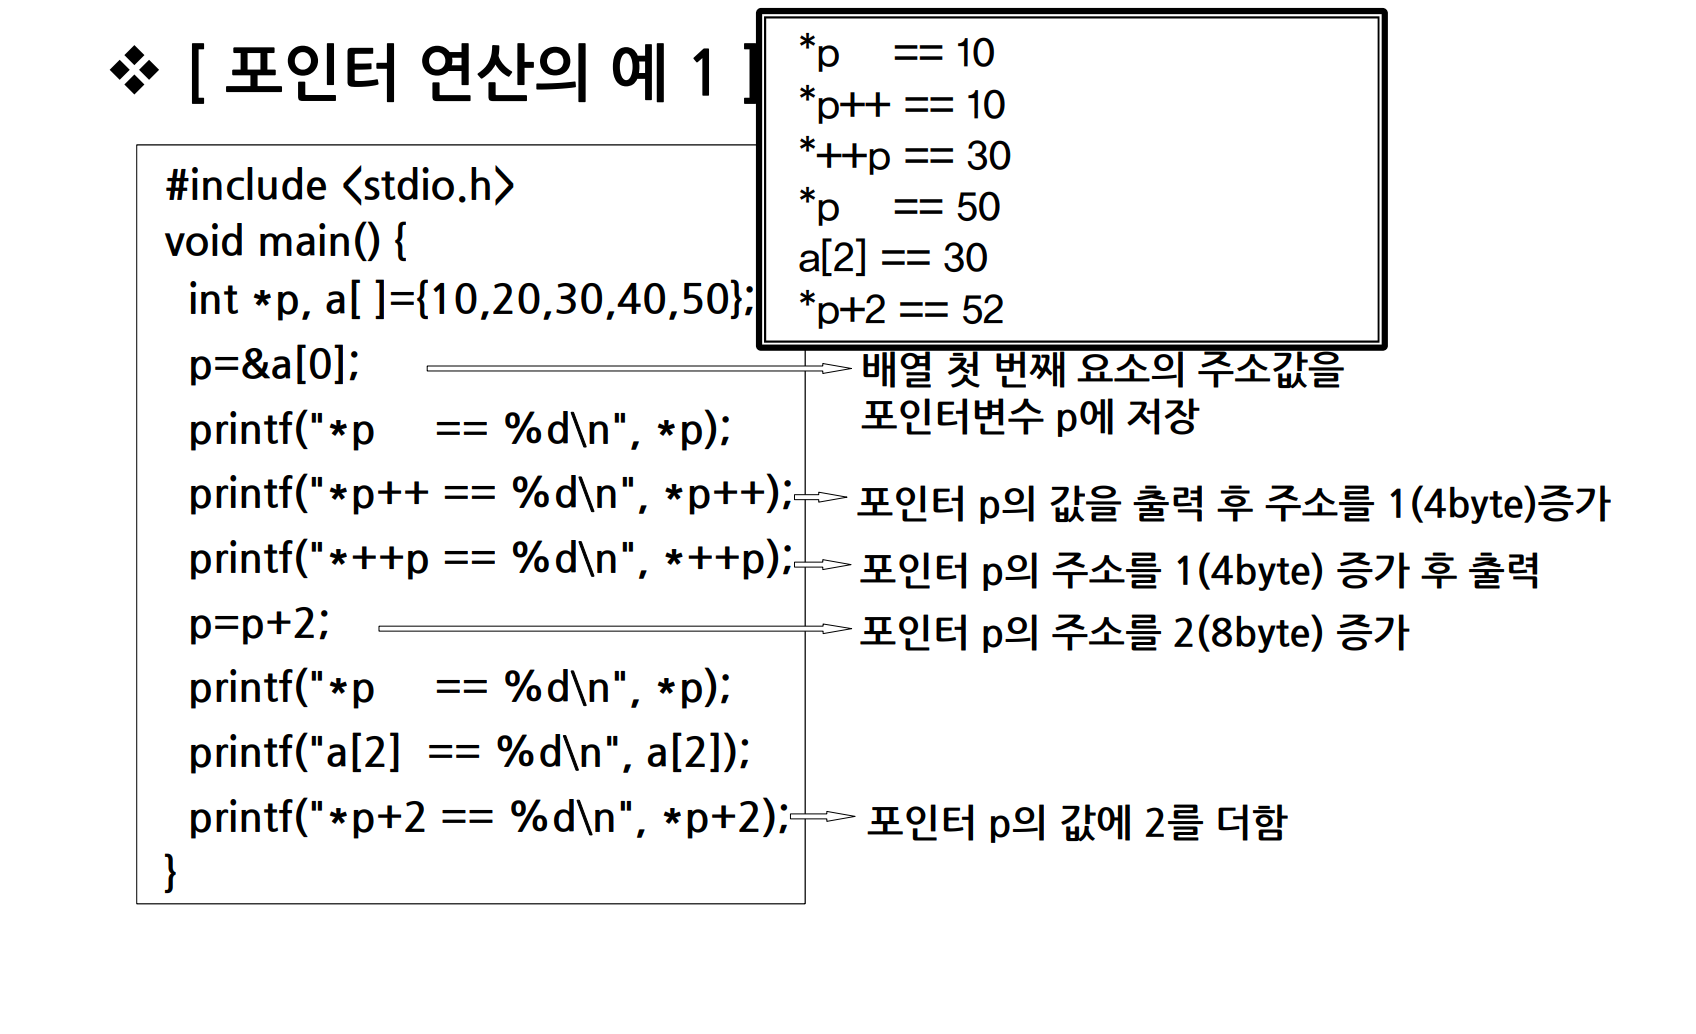 ❖ [ 포인터 연산의 예 1 ]
*p == 10
*p++ == 10
*++p == 30
*p == 50
a[2] == 30
*p+2 == 52
#include <stdio.h>
void main() {
int *p, a[ ]={10,20,30,40,50};
p=&a[0];
배열 첫 번째 요소의 주소값을
포인터변수 p에 저장
printf("*p == %d\n", *p);
printf("*p++ == %d\n", *p++);
포인터 p의 값을 출력 후 주소를 1(4byte)증가
printf("*++p == %d\n", *++p);
포인터 p의 주소를 1(4byte) 증가 후 출력
p=p+2;
포인터 p의 주소를 2(8byte) 증가
printf("*p == %d\n", *p);
printf("a[2] == %d\n", a[2]);
printf("*p+2 == %d\n", *p+2);
포인터 p의 값에 2를 더함
}